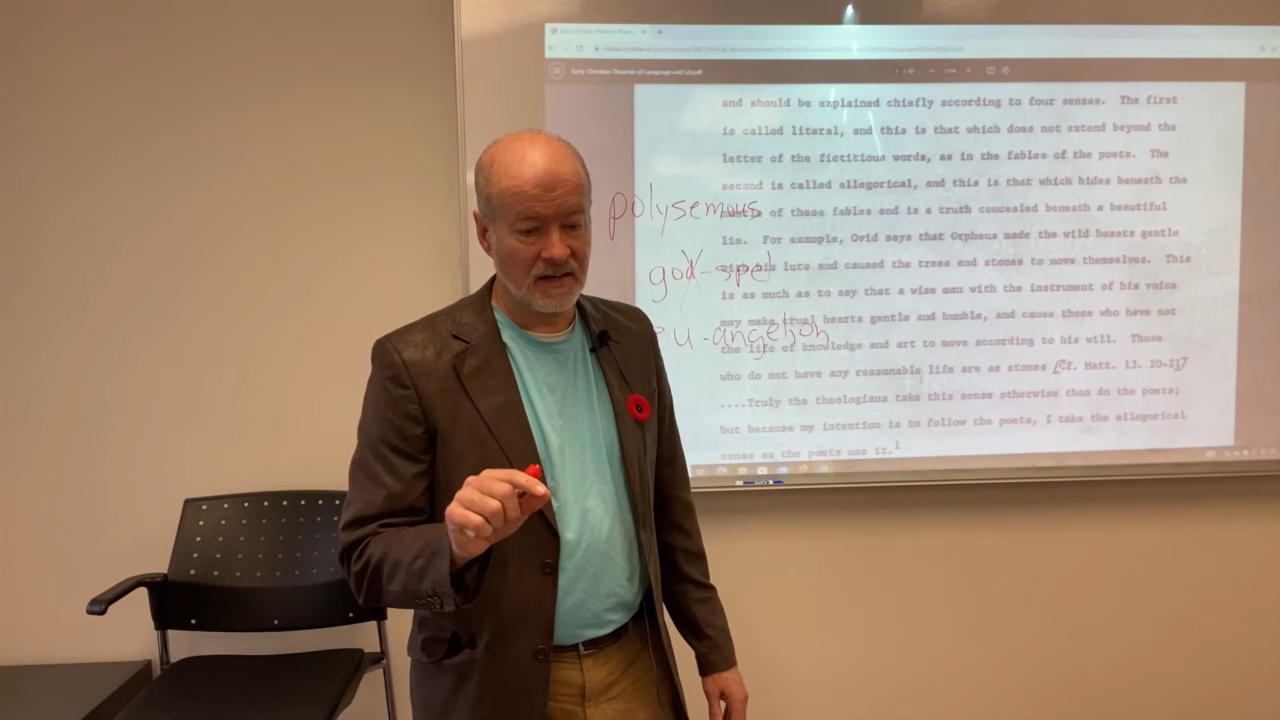 Early Christian Theories of Language and Lit.pdf
and should be explained chiefly according to four senses. The first
is called literal, and this is that which does not extend beyond the
letter of the fictitious words, as in the fables of the poets. The
second is called allegorical, and this is that which hides beneath the
polysemous
of these fables and is a truth concealed beneath a beautiful
lie. For example, Ovid says that Orpheus made the wild beasts gentle
god-spel
his lute and caused the trees and stones to move themselves. This
is as much as to say that a wise man with the instrument of his voice
may make cruel hearts gentle and humble, and cause those who have not
eu-angelion
the life of knowledge and art to move according to his will. Those
who do not have any reasonable life are as stones [Cf. Matt. 13. 20-21]
....Truly the theologians take this sense otherwise than do the poets;
but because my intention is to follow the poets, I take the allegorical
sense as the poets use it.1